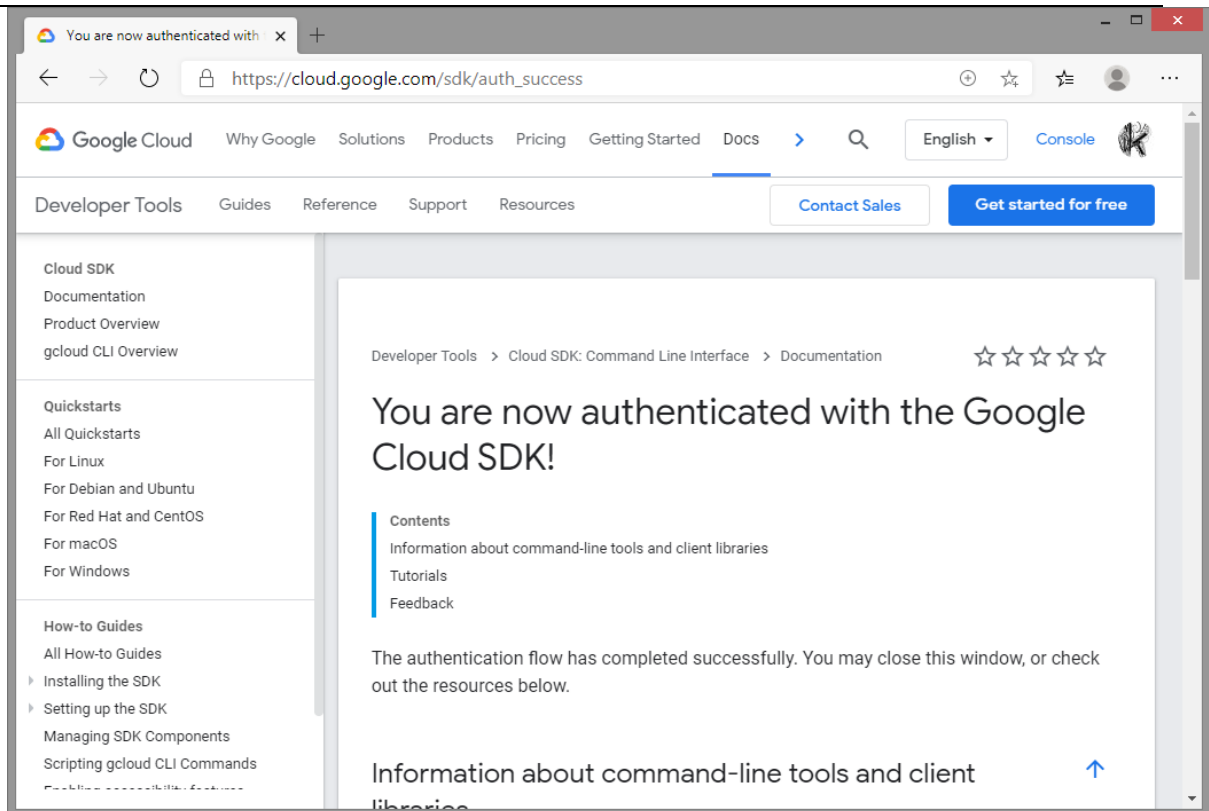 You are now authenticated with
https://cloud.google.com/sdk/auth_success
Google Cloud Why Google Solutions Products Pricing Getting Started Docs English Console
Developer Tools Guides Reference Support Resources Contact Sales Get started for free
Cloud SDK
Documentation
Product Overview
gcloud CLI Overview
Quickstarts
All Quickstarts
For Linux
For Debian and Ubuntu
For Red Hat and CentOS
For macOS
For Windows
How-to Guides
All How-to Guides
Installing the SDK
Setting up the SDK
Managing SDK Components
Scripting gcloud CLI Commands
Enabling accessibility features
Developer Tools > Cloud SDK: Command Line Interface > Documentation
You are now authenticated with the Google
Cloud SDK!
Contents
Information about command-line tools and client libraries
Tutorials
Feedback
The authentication flow has completed successfully. You may close this window, or check
out the resources below.
Information about command-line tools and client
libraries